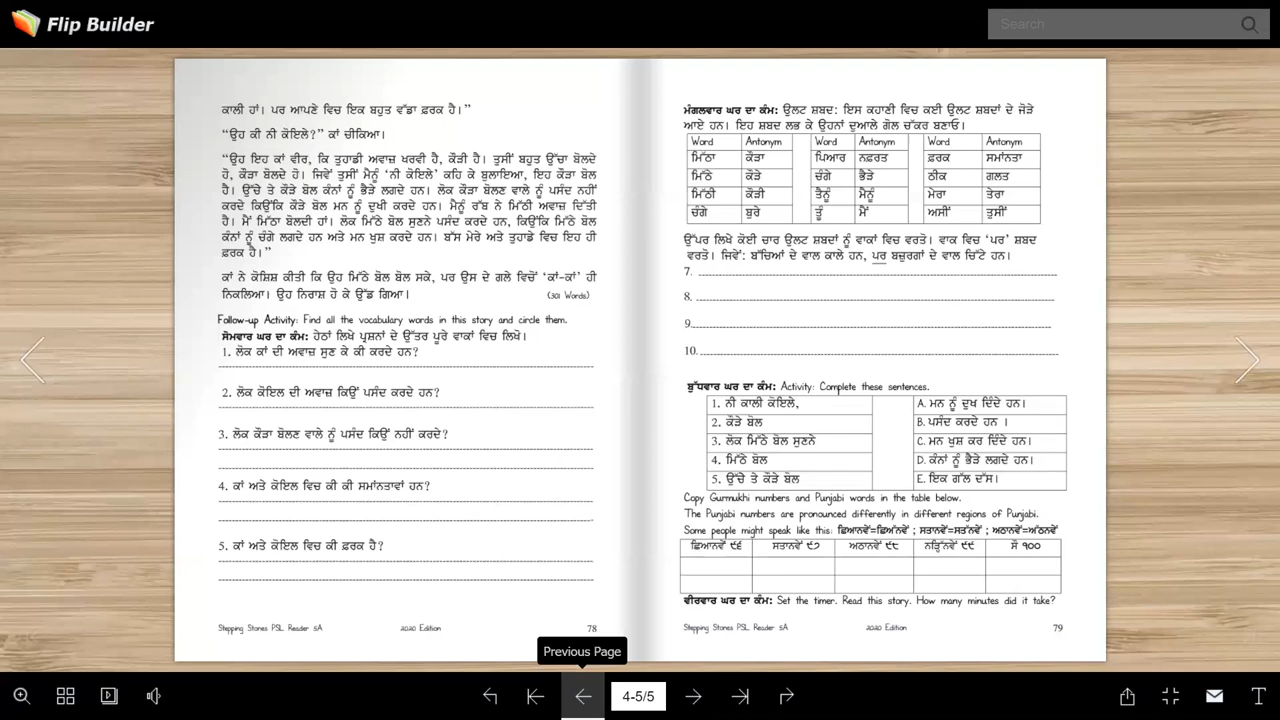 Flip Builder
Search
ਕਾਲੀ ਹਾਂ। ਪਰ ਆਪਣੇ ਵਿਚ ਇਕ ਬਹੁਤ ਵੱਡਾ ਫ਼ਰਕ ਹੈ।”
“ਉਹ ਕੀ ਨੀ ਕੋਇਲੇ?” ਕਾਂ ਚੀਕਿਆ।
“ਉਹ ਇਹ ਕਾਂ ਵੀਰ, ਕਿ ਤੁਹਾਡੀ ਅਵਾਜ਼ ਖਰਵੀ ਹੈ, ਕੌੜੀ ਹੈ। ਤੁਸੀਂ ਬਹੁਤ ਉੱਚਾ ਬੋਲਦੇ
ਹੋ, ਕੌੜਾ ਬੋਲਦੇ ਹੋ। ਜਿਵੇਂ ਤੁਸੀਂ ਮੈਨੂੰ ‘ਨੀ ਕੋਇਲੇ’ ਕਹਿ ਕੇ ਬੁਲਾਇਆ, ਇਹ ਕੌੜਾ ਬੋਲ
ਹੈ। ਉੱਚੇ ਤੇ ਕੌੜੇ ਬੋਲ ਕੰਨਾਂ ਨੂੰ ਭੈੜੇ ਲਗਦੇ ਹਨ। ਲੋਕ ਕੌੜਾ ਬੋਲਣ ਵਾਲੇ ਨੂੰ ਪਸੰਦ ਨਹੀਂ
ਕਰਦੇ ਕਿਉਂਕਿ ਕੌੜੇ ਬੋਲ ਮਨ ਨੂੰ ਦੁਖੀ ਕਰਦੇ ਹਨ। ਮੈਨੂੰ ਰੱਬ ਨੇ ਮਿੱਠੀ ਅਵਾਜ਼ ਦਿੱਤੀ
ਹੈ। ਮੈਂ ਮਿੱਠਾ ਬੋਲਦੀ ਹਾਂ। ਲੋਕ ਮਿੱਠੇ ਬੋਲ ਸੁਣਨੇ ਪਸੰਦ ਕਰਦੇ ਹਨ, ਕਿਉਂਕਿ ਮਿੱਠੇ ਬੋਲ
ਕੰਨਾਂ ਨੂੰ ਚੰਗੇ ਲਗਦੇ ਹਨ ਅਤੇ ਮਨ ਖੁਸ਼ ਕਰਦੇ ਹਨ। ਬੱਸ ਮੇਰੇ ਅਤੇ ਤੁਹਾਡੇ ਵਿਚ ਇਹ ਹੀ
ਫ਼ਰਕ ਹੈ।”
ਕਾਂ ਨੇ ਕੋਸ਼ਿਸ਼ ਕੀਤੀ ਕਿ ਉਹ ਮਿੱਠੇ ਬੋਲ ਬੋਲ ਸਕੇ, ਪਰ ਉਸ ਦੇ ਗਲੇ ਵਿਚੋਂ ‘ਕਾਂ-ਕਾਂ’ ਹੀ
ਨਿਕਲਿਆ। ਉਹ ਨਿਰਾਸ਼ ਹੋ ਕੇ ਉੱਡ ਗਿਆ। (301 Words)
Follow-up Activity: Find all the vocabulary words in this story and circle them.
ਸੋਮਵਾਰ ਘਰ ਦਾ ਕੰਮ: ਹੇਠਾਂ ਲਿਖੇ ਪ੍ਰਸ਼ਨਾਂ ਦੇ ਉੱਤਰ ਪੂਰੇ ਵਾਕਾਂ ਵਿਚ ਲਿਖੋ।
1. ਲੋਕ ਕਾਂ ਦੀ ਅਵਾਜ਼ ਸੁਣ ਕੇ ਕੀ ਕਰਦੇ ਹਨ?
2. ਲੋਕ ਕੋਇਲ ਦੀ ਅਵਾਜ਼ ਕਿਉਂ ਪਸੰਦ ਕਰਦੇ ਹਨ?
3. ਲੋਕ ਕੌੜਾ ਬੋਲਣ ਵਾਲੇ ਨੂੰ ਪਸੰਦ ਕਿਉਂ ਨਹੀਂ ਕਰਦੇ?
4. ਕਾਂ ਅਤੇ ਕੋਇਲ ਵਿਚ ਕੀ ਕੀ ਸਮਾਂਨਤਾਵਾਂ ਹਨ?
5. ਕਾਂ ਅਤੇ ਕੋਇਲ ਵਿਚ ਕੀ ਫ਼ਰਕ ਹੈ?
Stepping Stones PSL Reader 5A 2020 Edition 78
ਮੰਗਲਵਾਰ ਘਰ ਦਾ ਕੰਮ: ਉਲਟ ਸ਼ਬਦ: ਇਸ ਕਹਾਣੀ ਵਿਚ ਕਈ ਉਲਟ ਸ਼ਬਦਾਂ ਦੇ ਜੋੜੇ
ਆਏ ਹਨ। ਇਹ ਸ਼ਬਦ ਲਭ ਕੇ ਉਹਨਾਂ ਦੁਆਲੇ ਗੋਲ ਚੱਕਰ ਬਣਾਓ।
Word Antonym Word Antonym Word Antonym
ਮਿੱਠਾ ਕੌੜਾ ਪਿਆਰ ਨਫ਼ਰਤ ਫ਼ਰਕ ਸਮਾਂਨਤਾ
ਮਿੱਠੇ ਕੌੜੇ ਚੰਗੇ ਭੈੜੇ ਠੀਕ ਗਲਤ
ਮਿੱਠੀ ਕੌੜੀ ਤੈਨੂੰ ਮੈਨੂੰ ਮੇਰਾ ਤੇਰਾ
ਚੰਗੇ ਬੁਰੇ ਤੂੰ ਮੈਂ ਅਸੀਂ ਤੁਸੀਂ
ਉੱਪਰ ਲਿਖੇ ਕੋਈ ਚਾਰ ਉਲਟ ਸ਼ਬਦਾਂ ਨੂੰ ਵਾਕਾਂ ਵਿਚ ਵਰਤੋ। ਵਾਕ ਵਿਚ ‘ਪਰ’ ਸ਼ਬਦ
ਵਰਤੋ। ਜਿਵੇਂ: ਬੱਚਿਆਂ ਦੇ ਵਾਲ ਕਾਲੇ ਹਨ, ਪਰ ਬਜ਼ੁਰਗਾਂ ਦੇ ਵਾਲ ਚਿੱਟੇ ਹਨ।
7.
8.
9.
10.
ਬੁੱਧਵਾਰ ਘਰ ਦਾ ਕੰਮ: Activity: Complete these sentences.
1. ਨੀ ਕਾਲੀ ਕੋਇਲੇ, A. ਮਨ ਨੂੰ ਦੁਖ ਦਿੰਦੇ ਹਨ।
2. ਕੌੜੇ ਬੋਲ B. ਪਸੰਦ ਕਰਦੇ ਹਨ ।
3. ਲੋਕ ਮਿੱਠੇ ਬੋਲ ਸੁਣਨੇ C. ਮਨ ਖੁਸ਼ ਕਰ ਦਿੰਦੇ ਹਨ।
4. ਮਿੱਠੇ ਬੋਲ D. ਕੰਨਾਂ ਨੂੰ ਭੈੜੇ ਲਗਦੇ ਹਨ।
5. ਉੱਚੇ ਤੇ ਕੌੜੇ ਬੋਲ E. ਇਕ ਗੱਲ ਦੱਸ।
Copy Gurmukhi numbers and Punjabi words in the table below.
The Punjabi numbers are pronounced differently in different regions of Punjabi.
Some people might speak like this: ਛਿਆਨਵੇਂ=ਛਿਅੱਨਵੇਂ ; ਸਤਾਨਵੇਂ=ਸਤੱਨਵੇਂ ; ਅਠਾਨਵੇਂ=ਅੱਠਨਵੇਂ
ਛਿਆਨਵੇਂ ੯੬ ਸਤਾਨਵੇਂ ੯੭ ਅਠਾਨਵੇਂ ੯੮ ਨੜ੍ਹਿੱਨਵੇਂ ੯੯ ਸੌ ੧੦੦
ਵੀਰਵਾਰ ਘਰ ਦਾ ਕੰਮ: Set the timer. Read this story. How many minutes did it take?
Stepping Stones PSL Reader 5A 2020 Edition 79
Previous Page
4-5/5